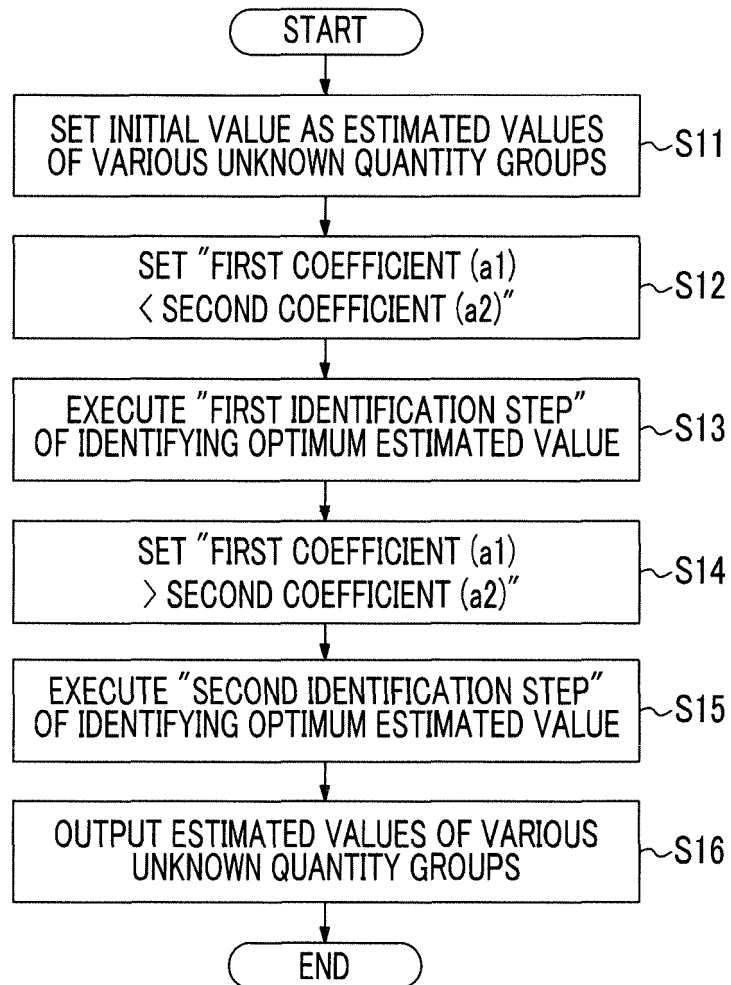 START
SET INITIAL VALUE AS ESTIMATED VALUES
OF VARIOUS UNKNOWN QUANTITY GROUPS
S11
SET "FIRST COEFFICIENT (a1)
< SECOND COEFFICIENT (a2)"
S12
EXECUTE "FIRST IDENTIFICATION STEP"
OF IDENTIFYING OPTIMUM ESTIMATED VALUE
S13
SET "FIRST COEFFICIENT (a1)
> SECOND COEFFICIENT (a2)"
S14
EXECUTE "SECOND IDENTIFICATION STEP"
OF IDENTIFYING OPTIMUM ESTIMATED VALUE
S15
OUTPUT ESTIMATED VALUES OF VARIOUS
UNKNOWN QUANTITY GROUPS
S16
END